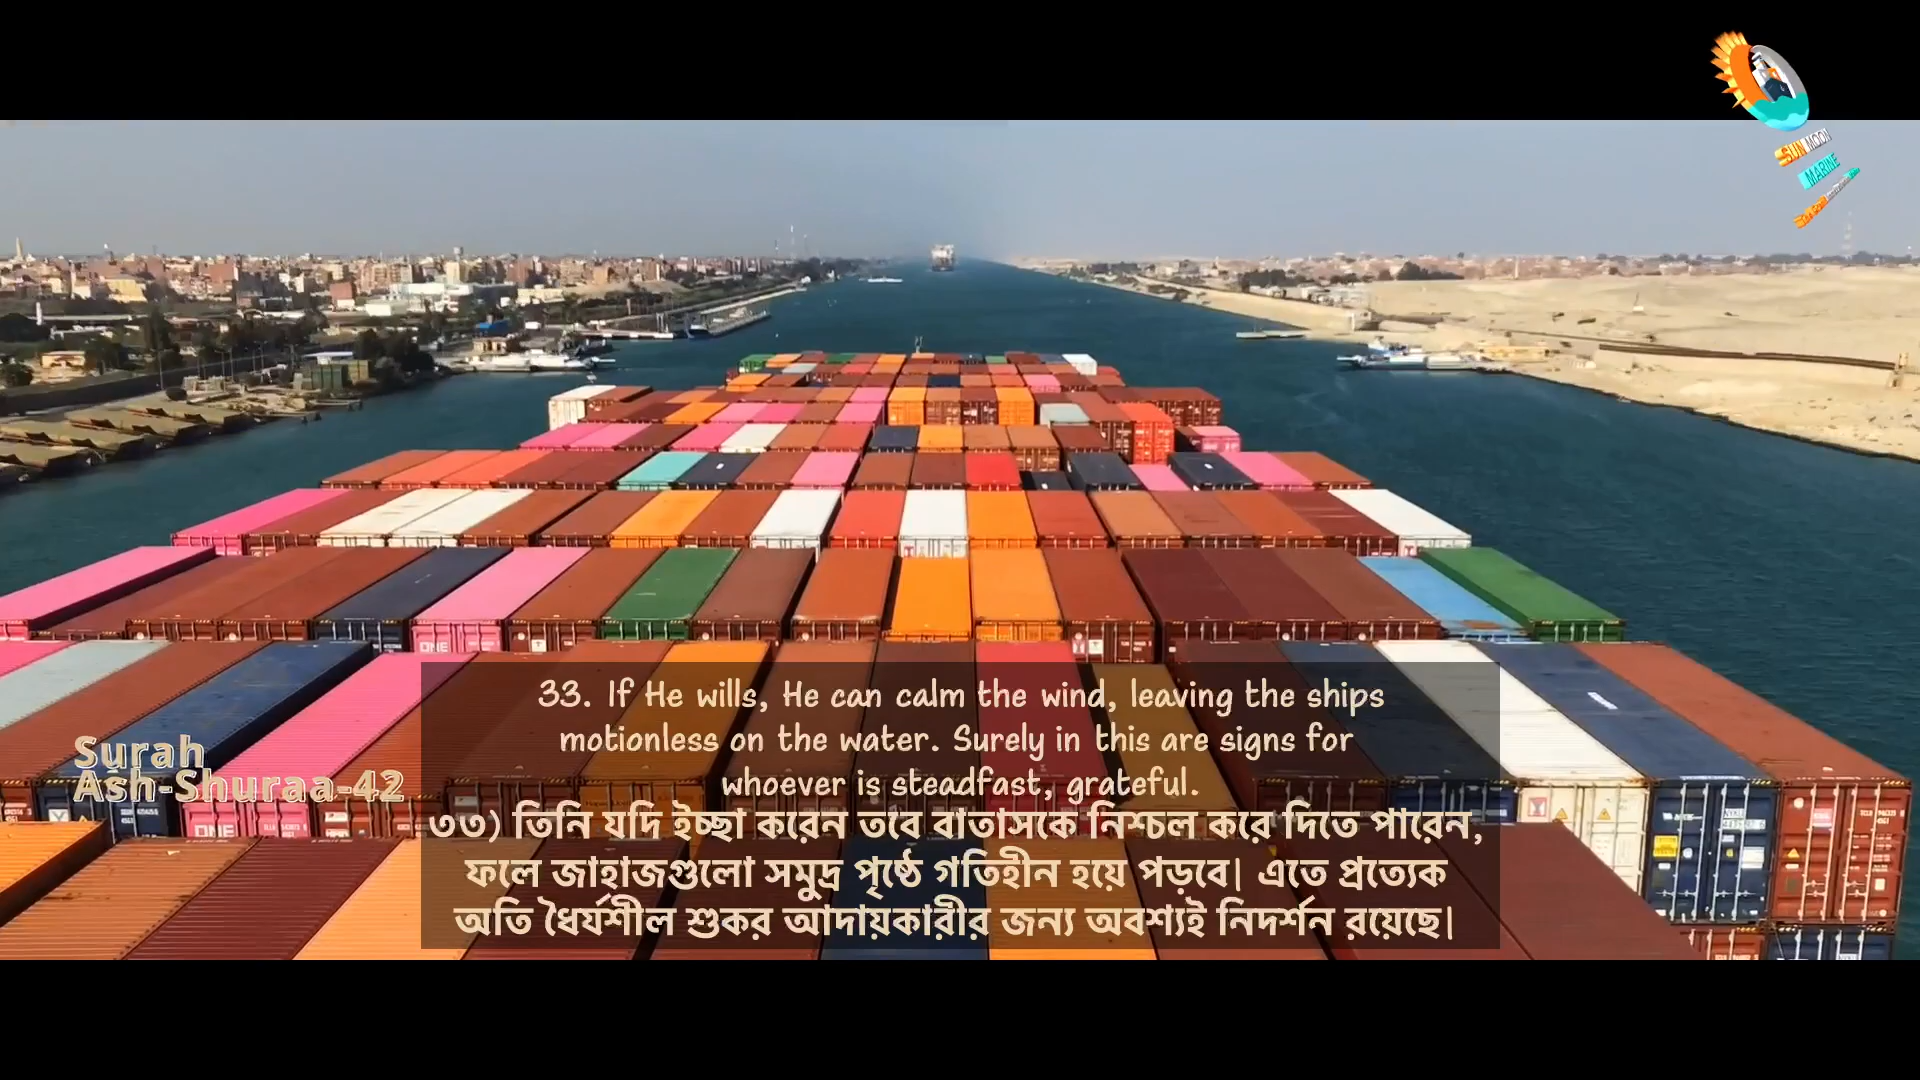 SUN MOON
MARINE
ONE
Surah
Ash-Shuraa-42
33. If He wills, He can calm the wind, leaving the ships
motionless on the water. Surely in this are signs for
whoever is steadfast, grateful.
৩৩) তিনি যদি ইচ্ছা করেন তবে বাতাসকে নিশ্চল করে দিতে পারেন,
ফলে জাহাজগুলো সমুদ্র পৃষ্ঠে গতিহীন হয়ে পড়বে| এতে প্রত্যেক
অতি ধৈর্যশীল শুকর আদায়কারীর জন্য অবশ্যই নিদর্শন রয়েছে|
ONE